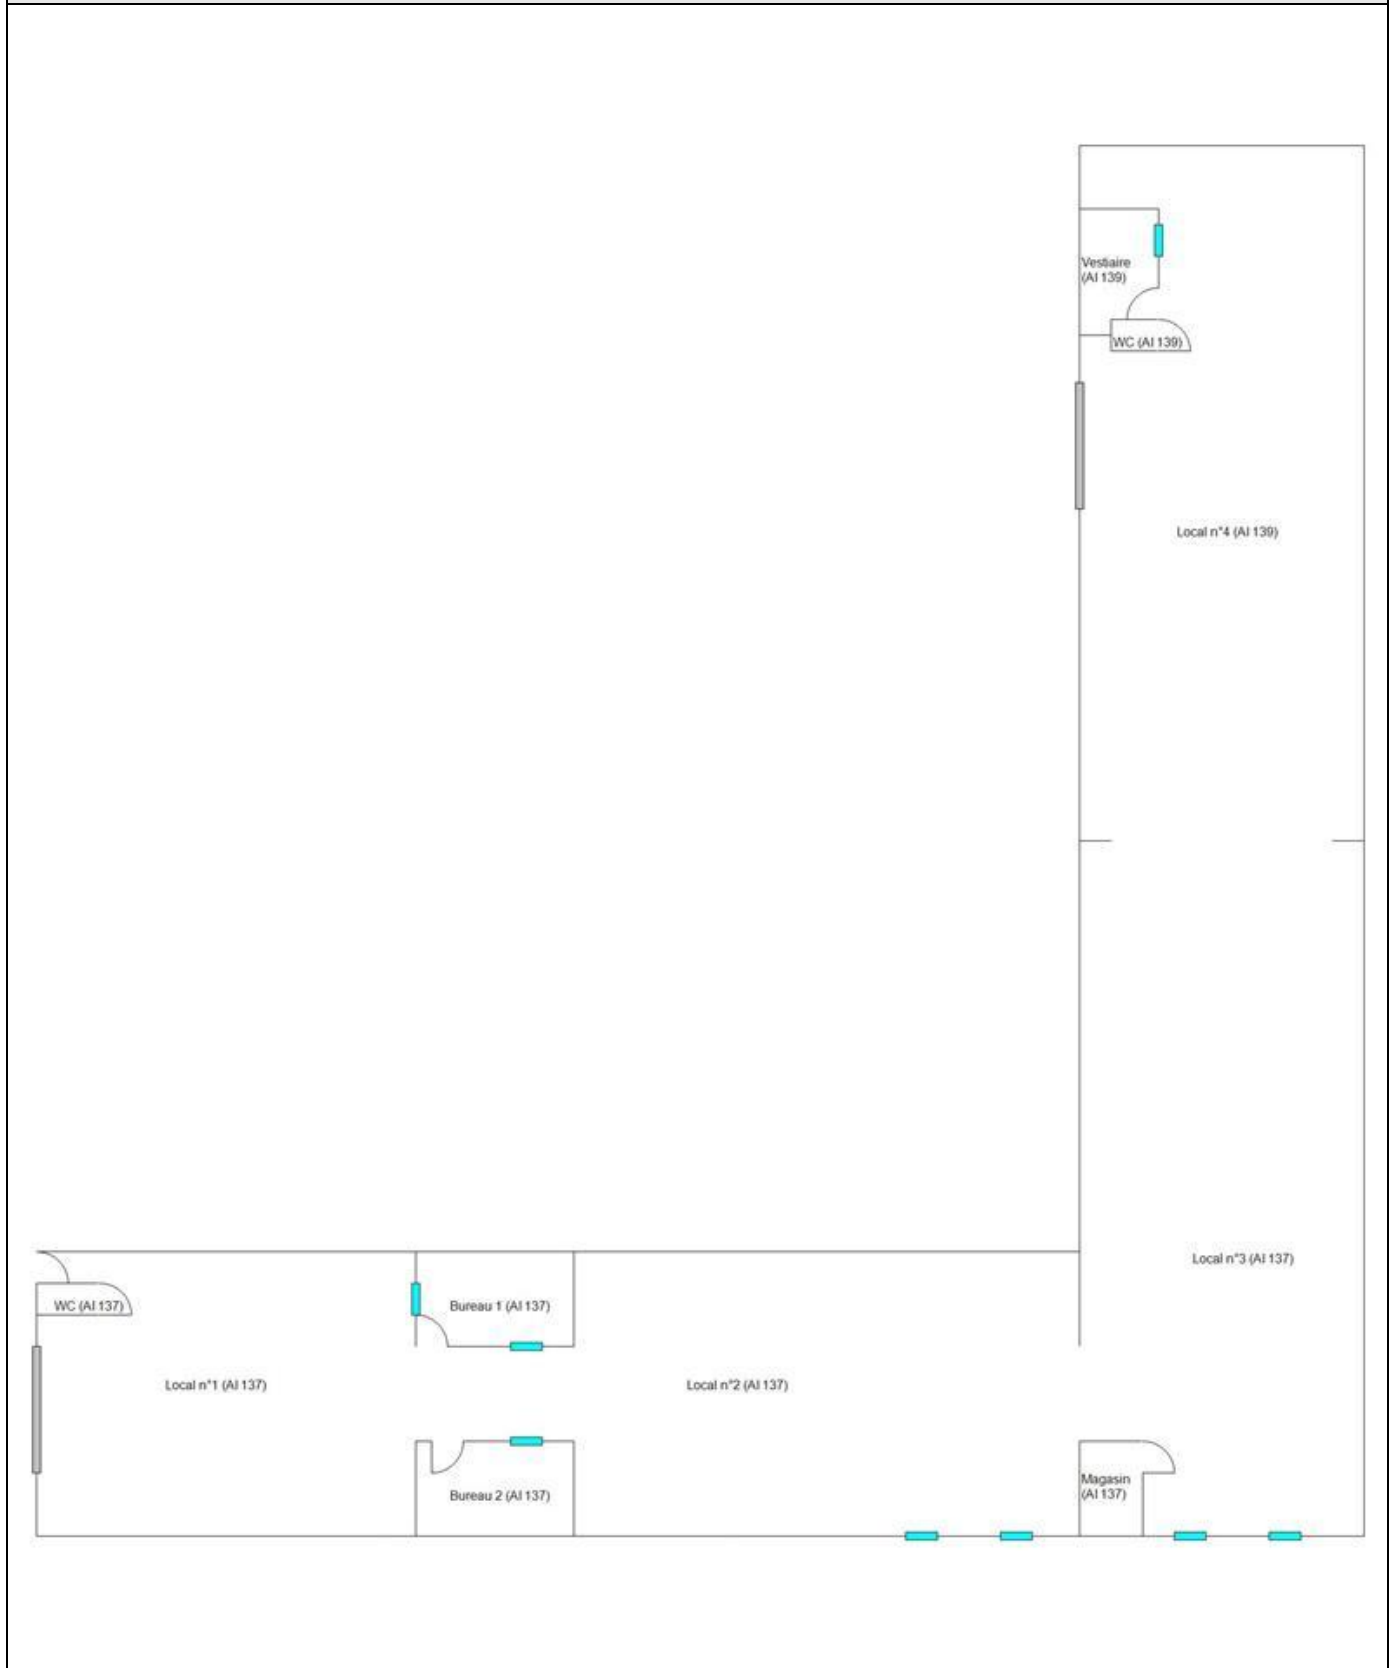 Vestiaire
(AI 139)
WC (AI 139)
Local n°4 (AI 139)
Local n°3 (AI 137)
WC (AI 137)
Bureau 1 (AI 137)
Local n°1 (AI 137)
Local n°2 (AI 137)
Bureau 2 (AI 137)
Magasin
(AI 137)